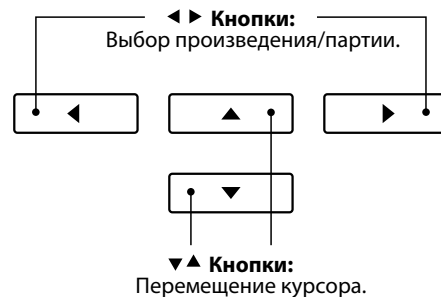 ◀ ▶ Кнопки:
Выбор произведения/партии.
▼▲ Кнопки:
Перемещение курсора.